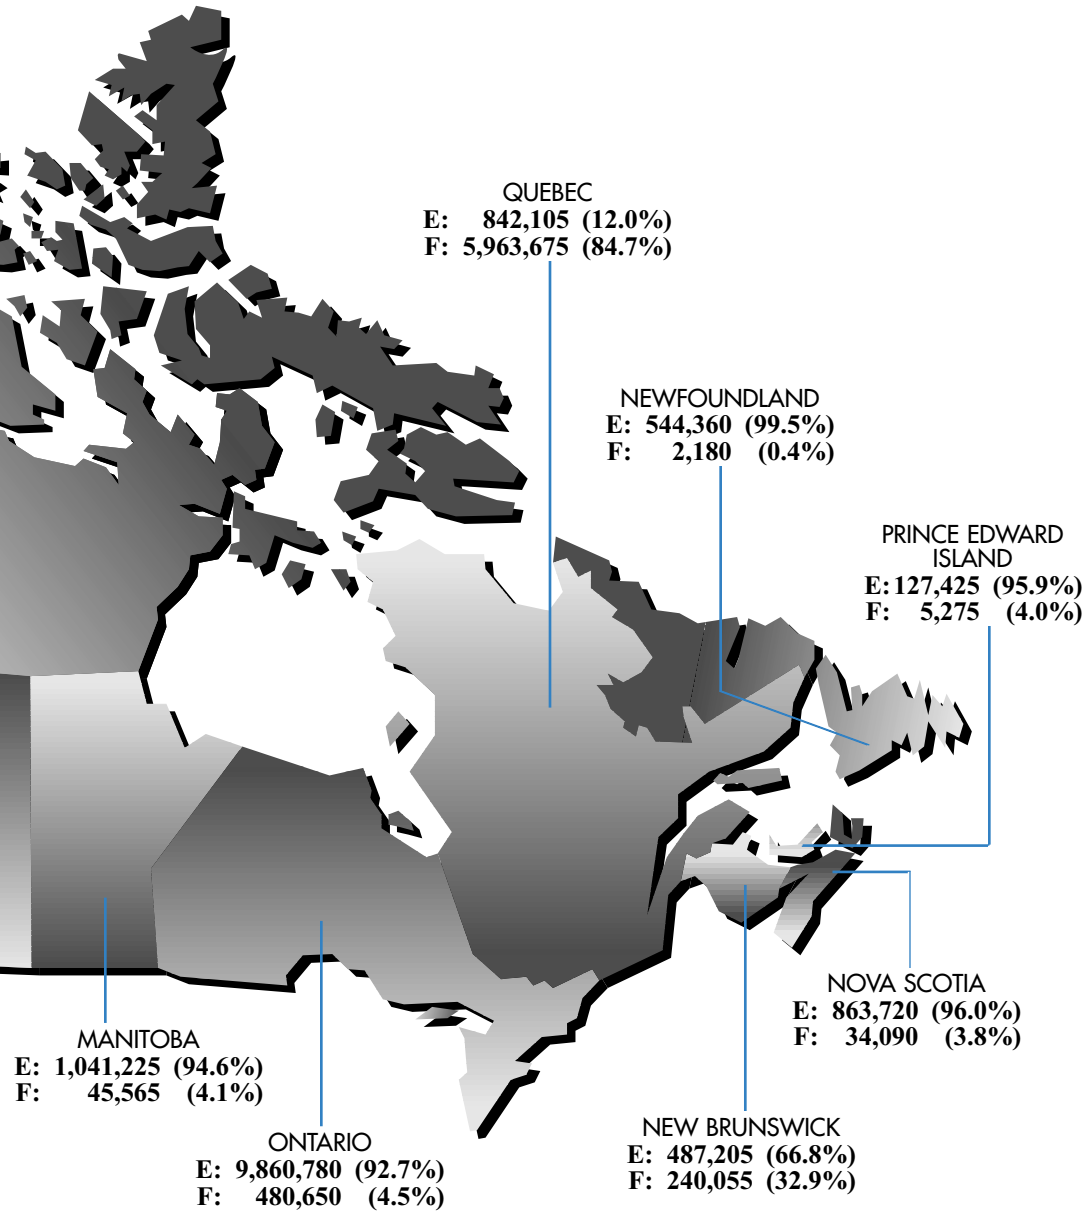 QUEBEC
E: 842,105 (12.0%)
F: 5,963,675 (84.7%)
NEWFOUNDLAND
E: 544,360 (99.5%)
F: 2,180 (0.4%)
PRINCE EDWARD
ISLAND
E: 127,425 (95.9%)
F: 5,275 (4.0%)
NOVA SCOTIA
E: 863,720 (96.0%)
F: 34,090 (3.8%)
MANITOBA
E: 1,041,225 (94.6%)
F: 45,565 (4.1%)
NEW BRUNSWICK
E: 487,205 (66.8%)
F: 240,055 (32.9%)
ONTARIO
E: 9,860,780 (92.7%)
F: 480,650 (4.5%)